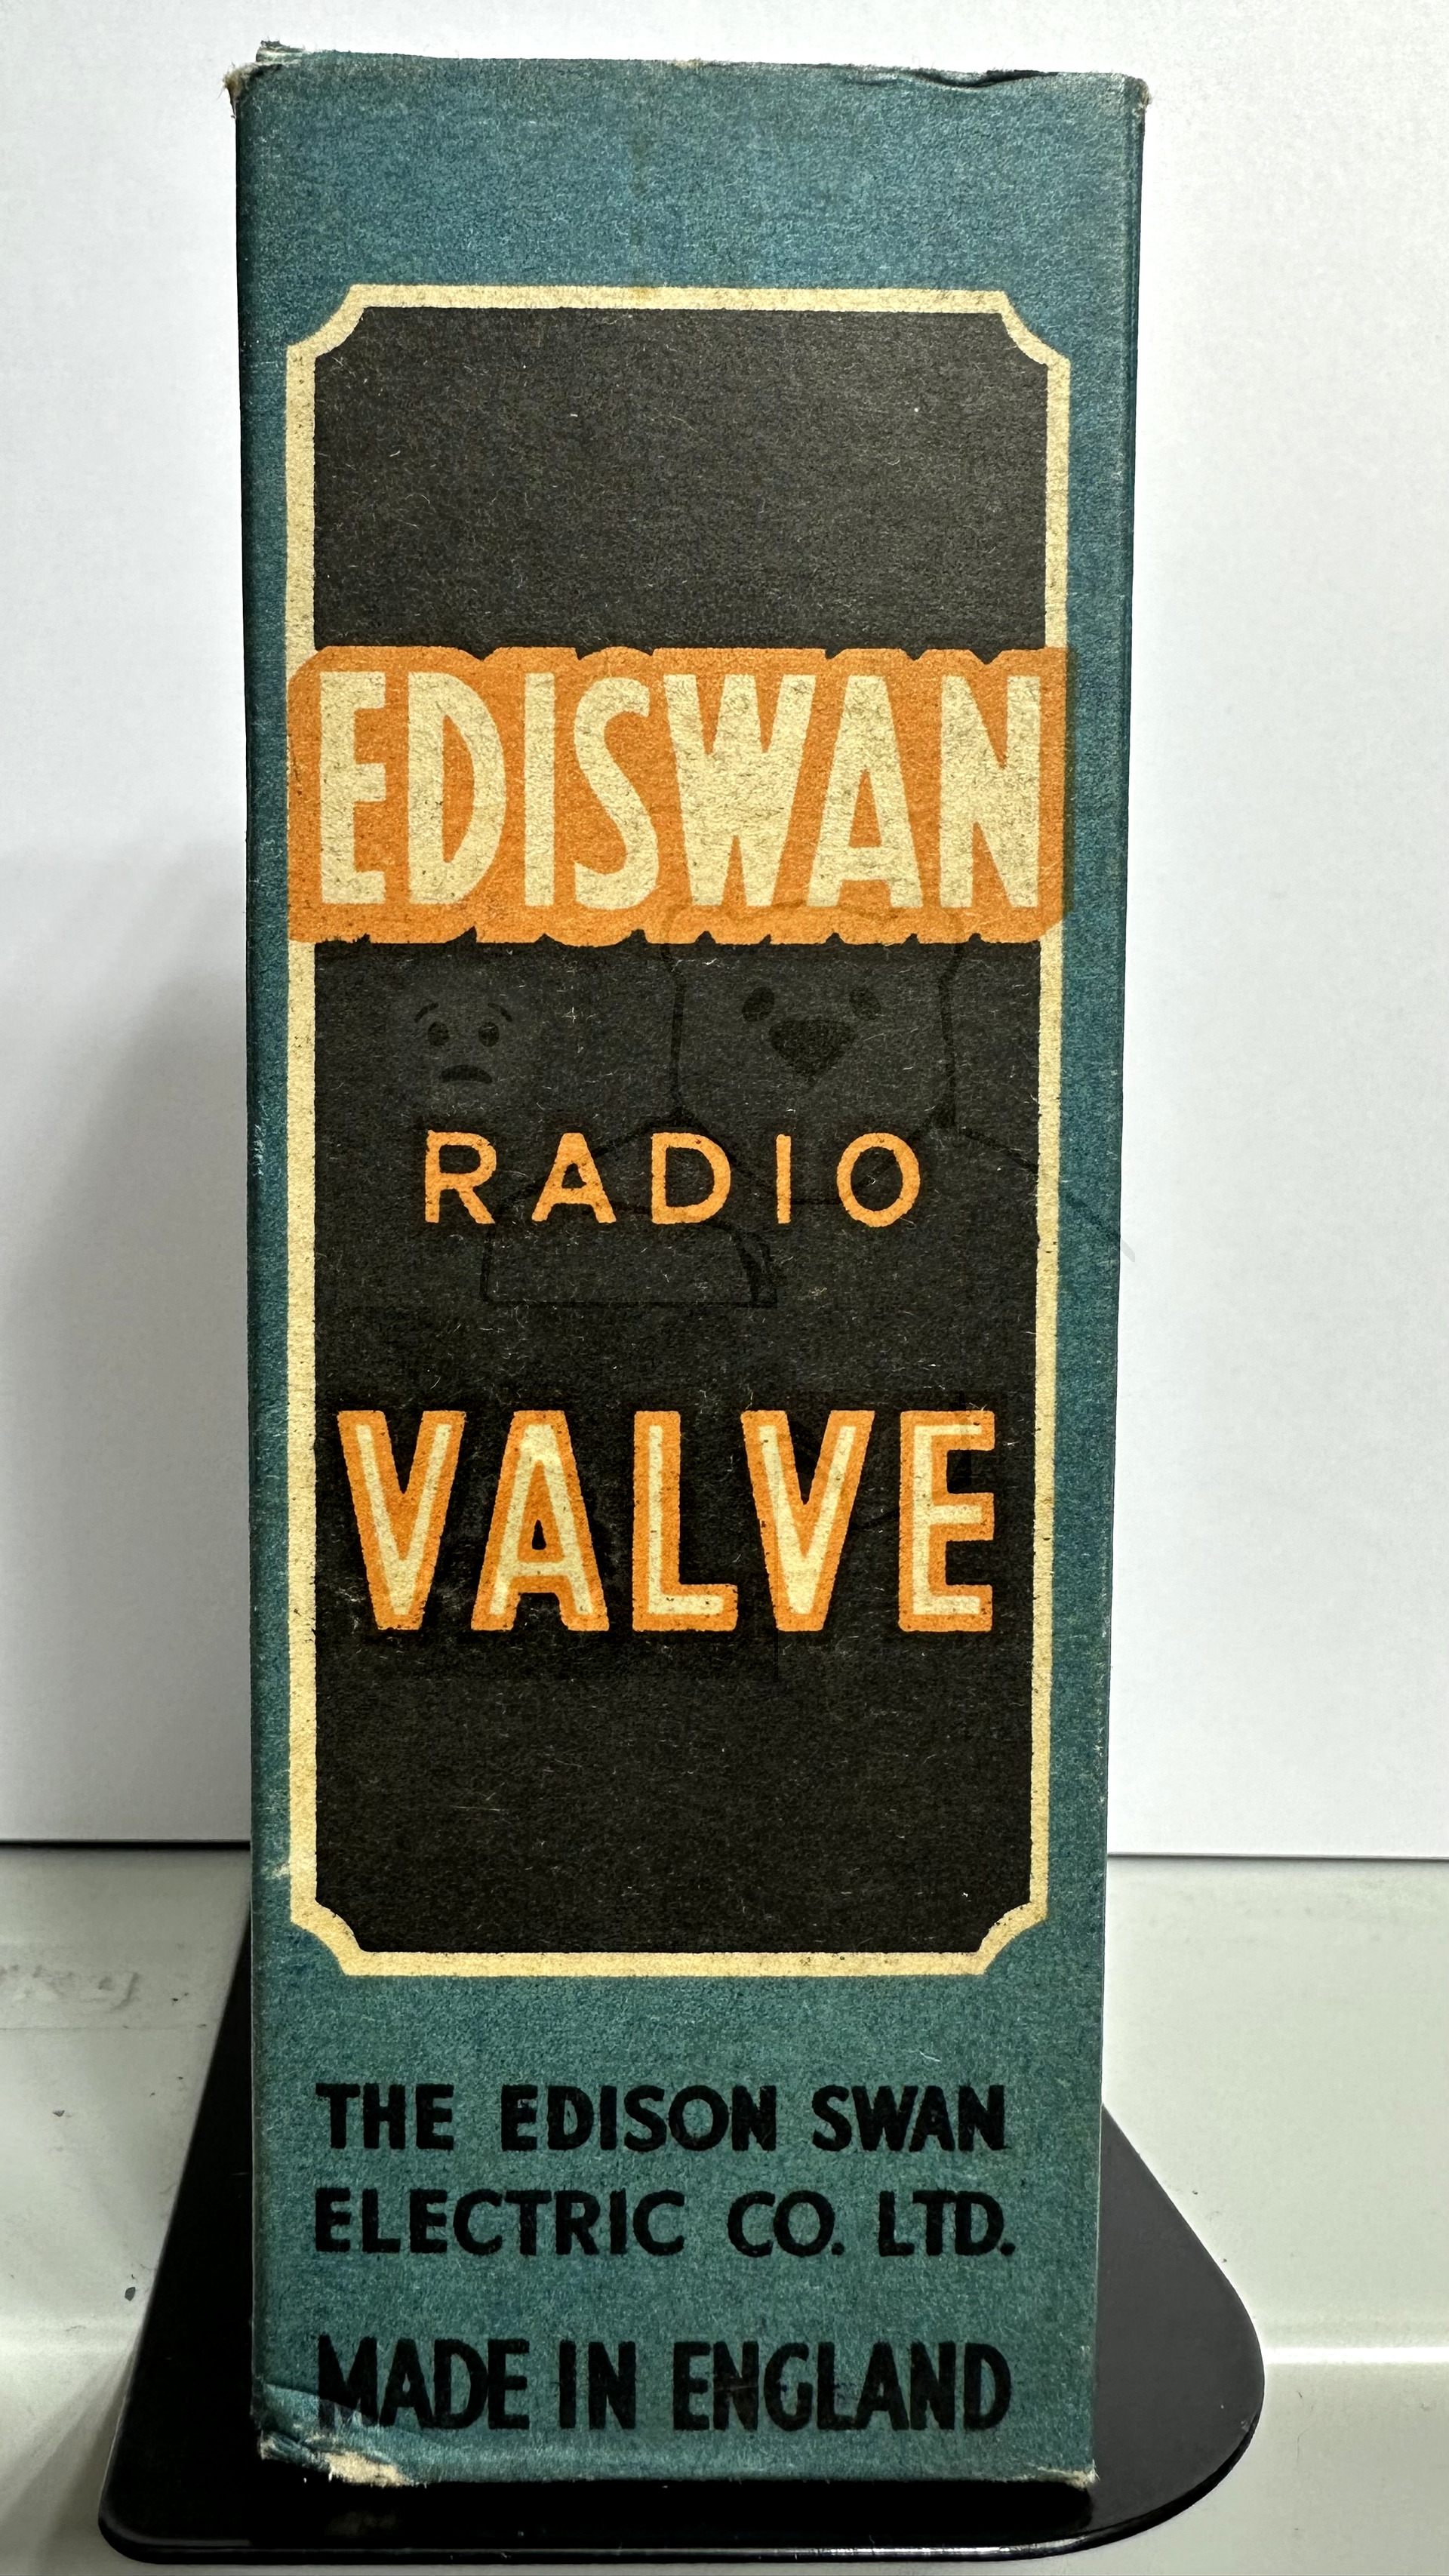 EDISWAN
RADIO
VALVE
THE EDISON SWAN
ELECTRIC CO. LTD.
MADE IN ENGLAND